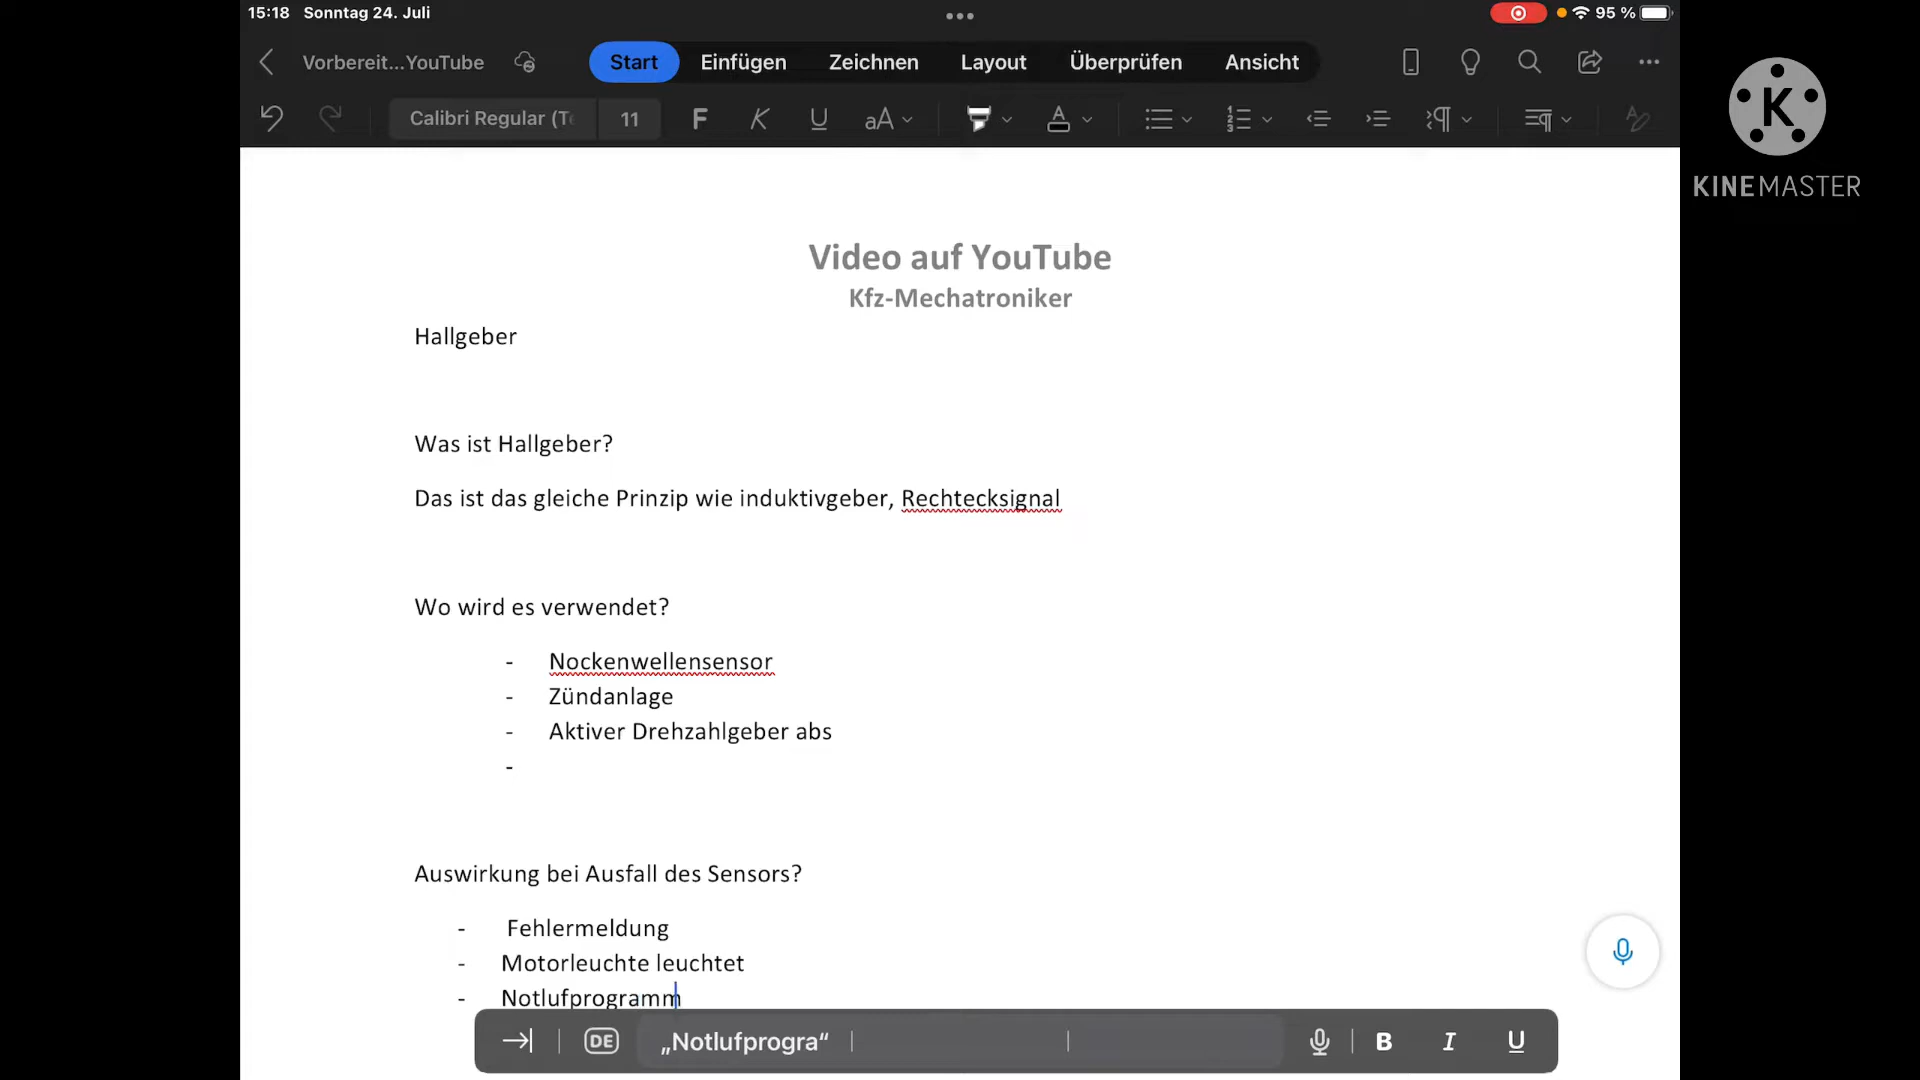 15:18 Sonntag 24. Juli
95 %
Vorbereit...YouTube
Start Einfügen Zeichnen Layout Überprüfen Ansicht
Calibri Regular (Te 11 F K U aA A
K
KINEMASTER
Video auf YouTube
Kfz-Mechatroniker
Hallgeber
Was ist Hallgeber?
Das ist das gleiche Prinzip wie induktivgeber, Rechtecksignal
Wo wird es verwendet?
- Nockenwellensensor
- Zündanlage
- Aktiver Drehzahlgeber abs
-
Auswirkung bei Ausfall des Sensors?
- Fehlermeldung
- Motorleuchte leuchtet
- Notlufprogramm
DE „Notlufprogra“ B I U